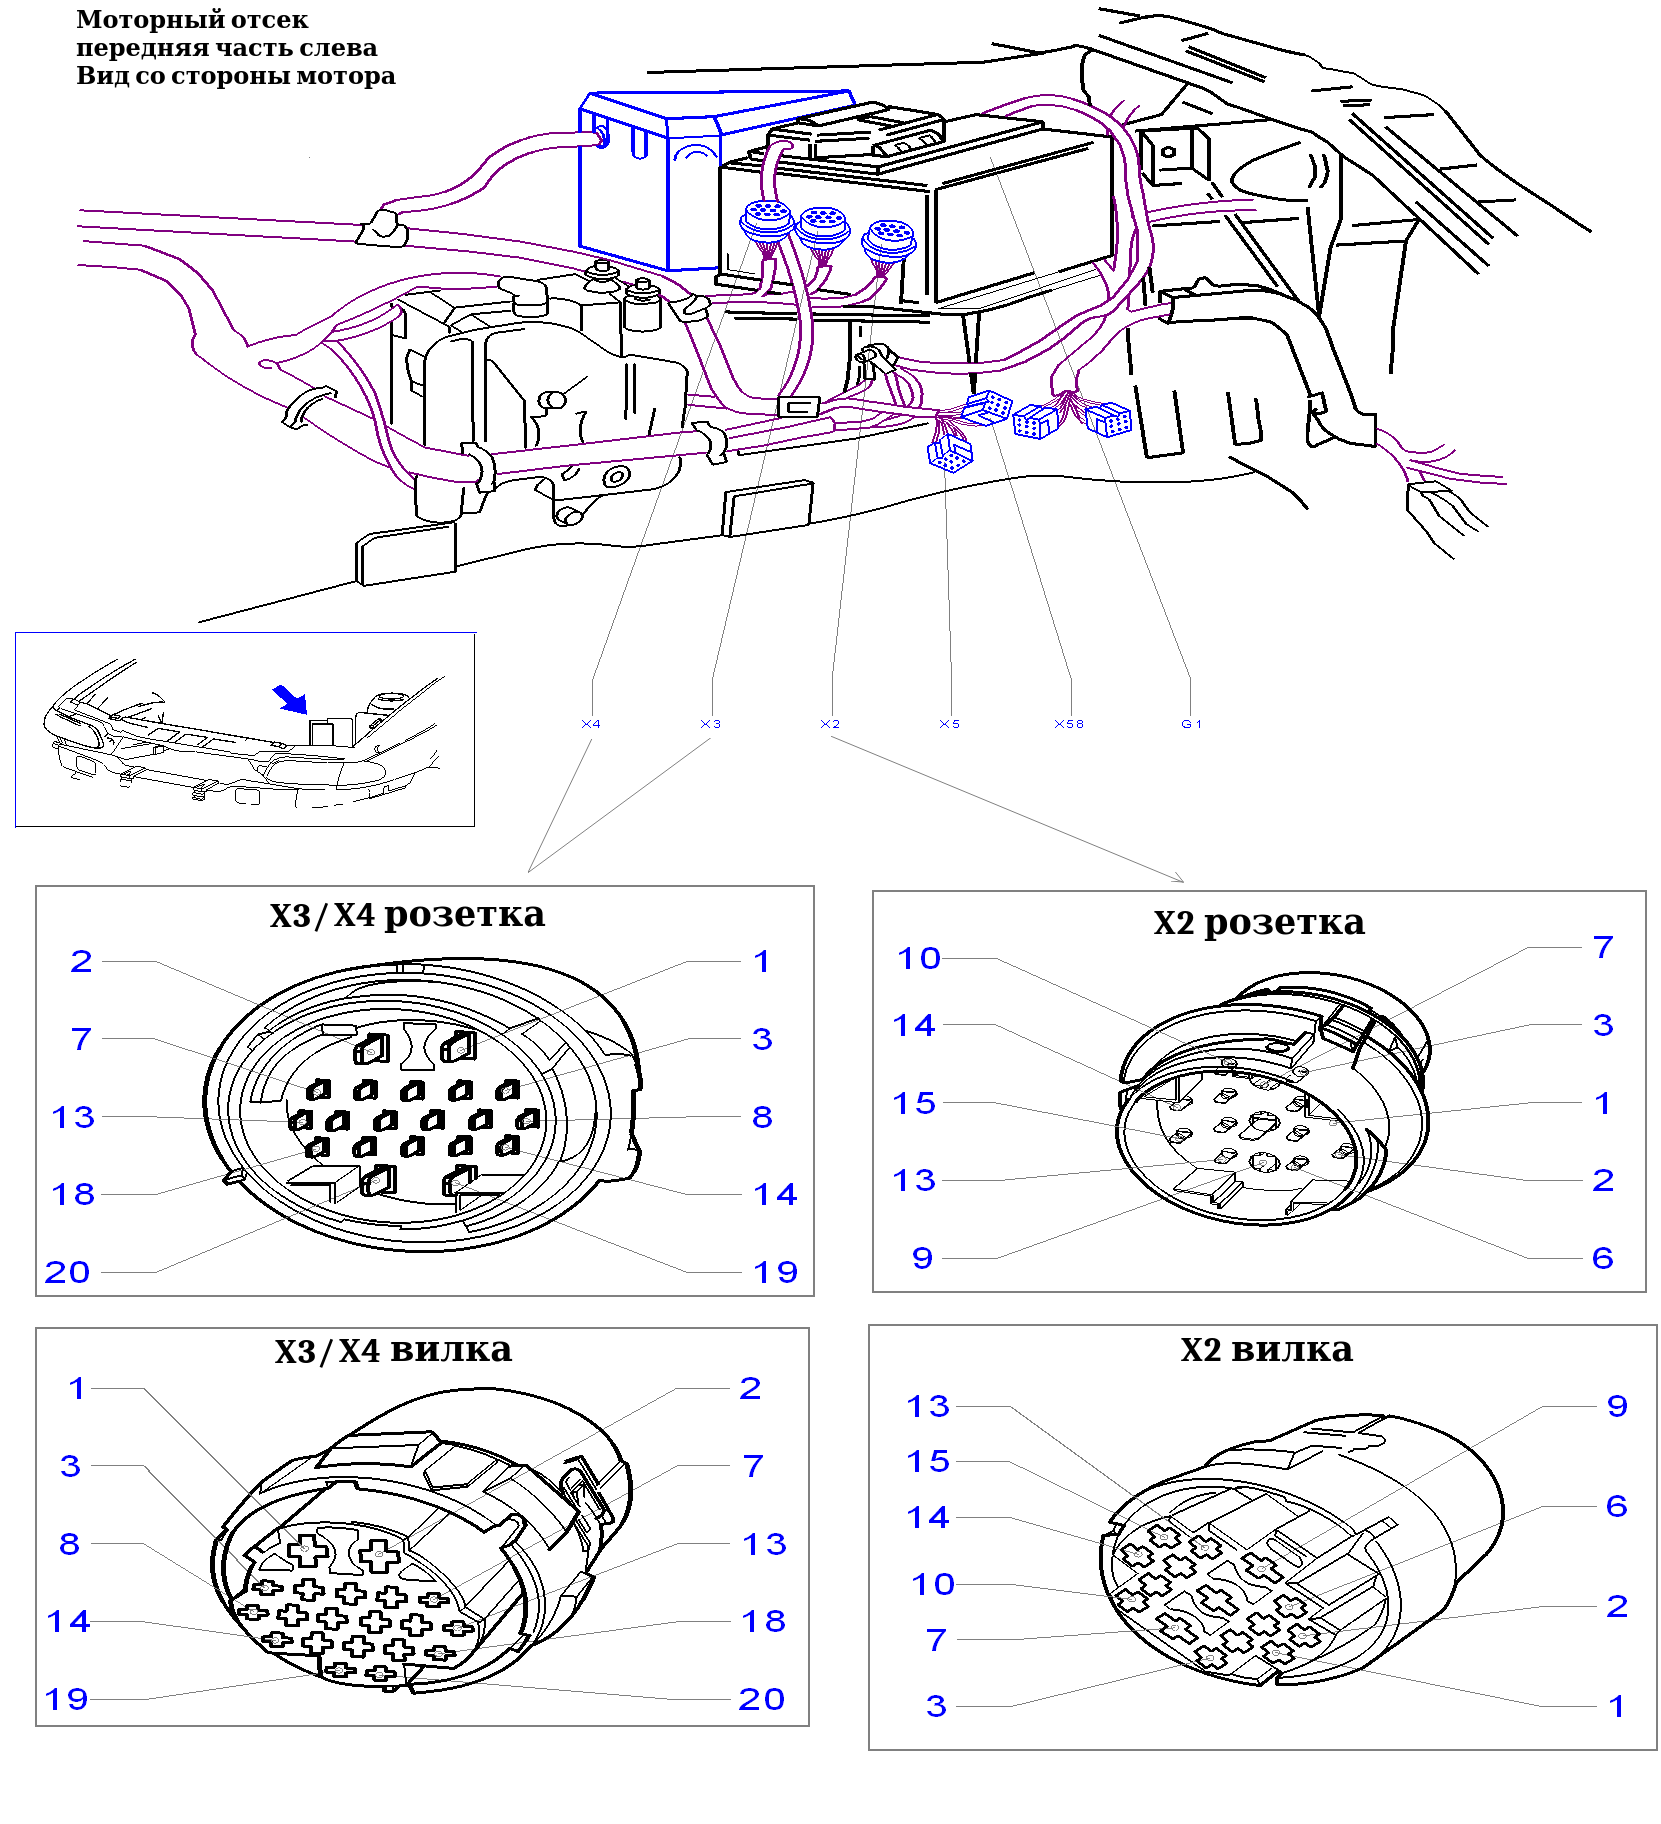 Моторный отсек
передняя часть слева
Вид со стороны мотора
X4 X3 X2 X5 X58 G1
X3/X4 розетка
2 1
7 3
13 8
18 14
20 19
X2 розетка
10 7
14 3
15 1
13 2
9 6
X3/X4 вилка
1 2
3 7
8 13
14 18
19 20
X2 вилка
13 9
15
14 6
10
7 2
3 1